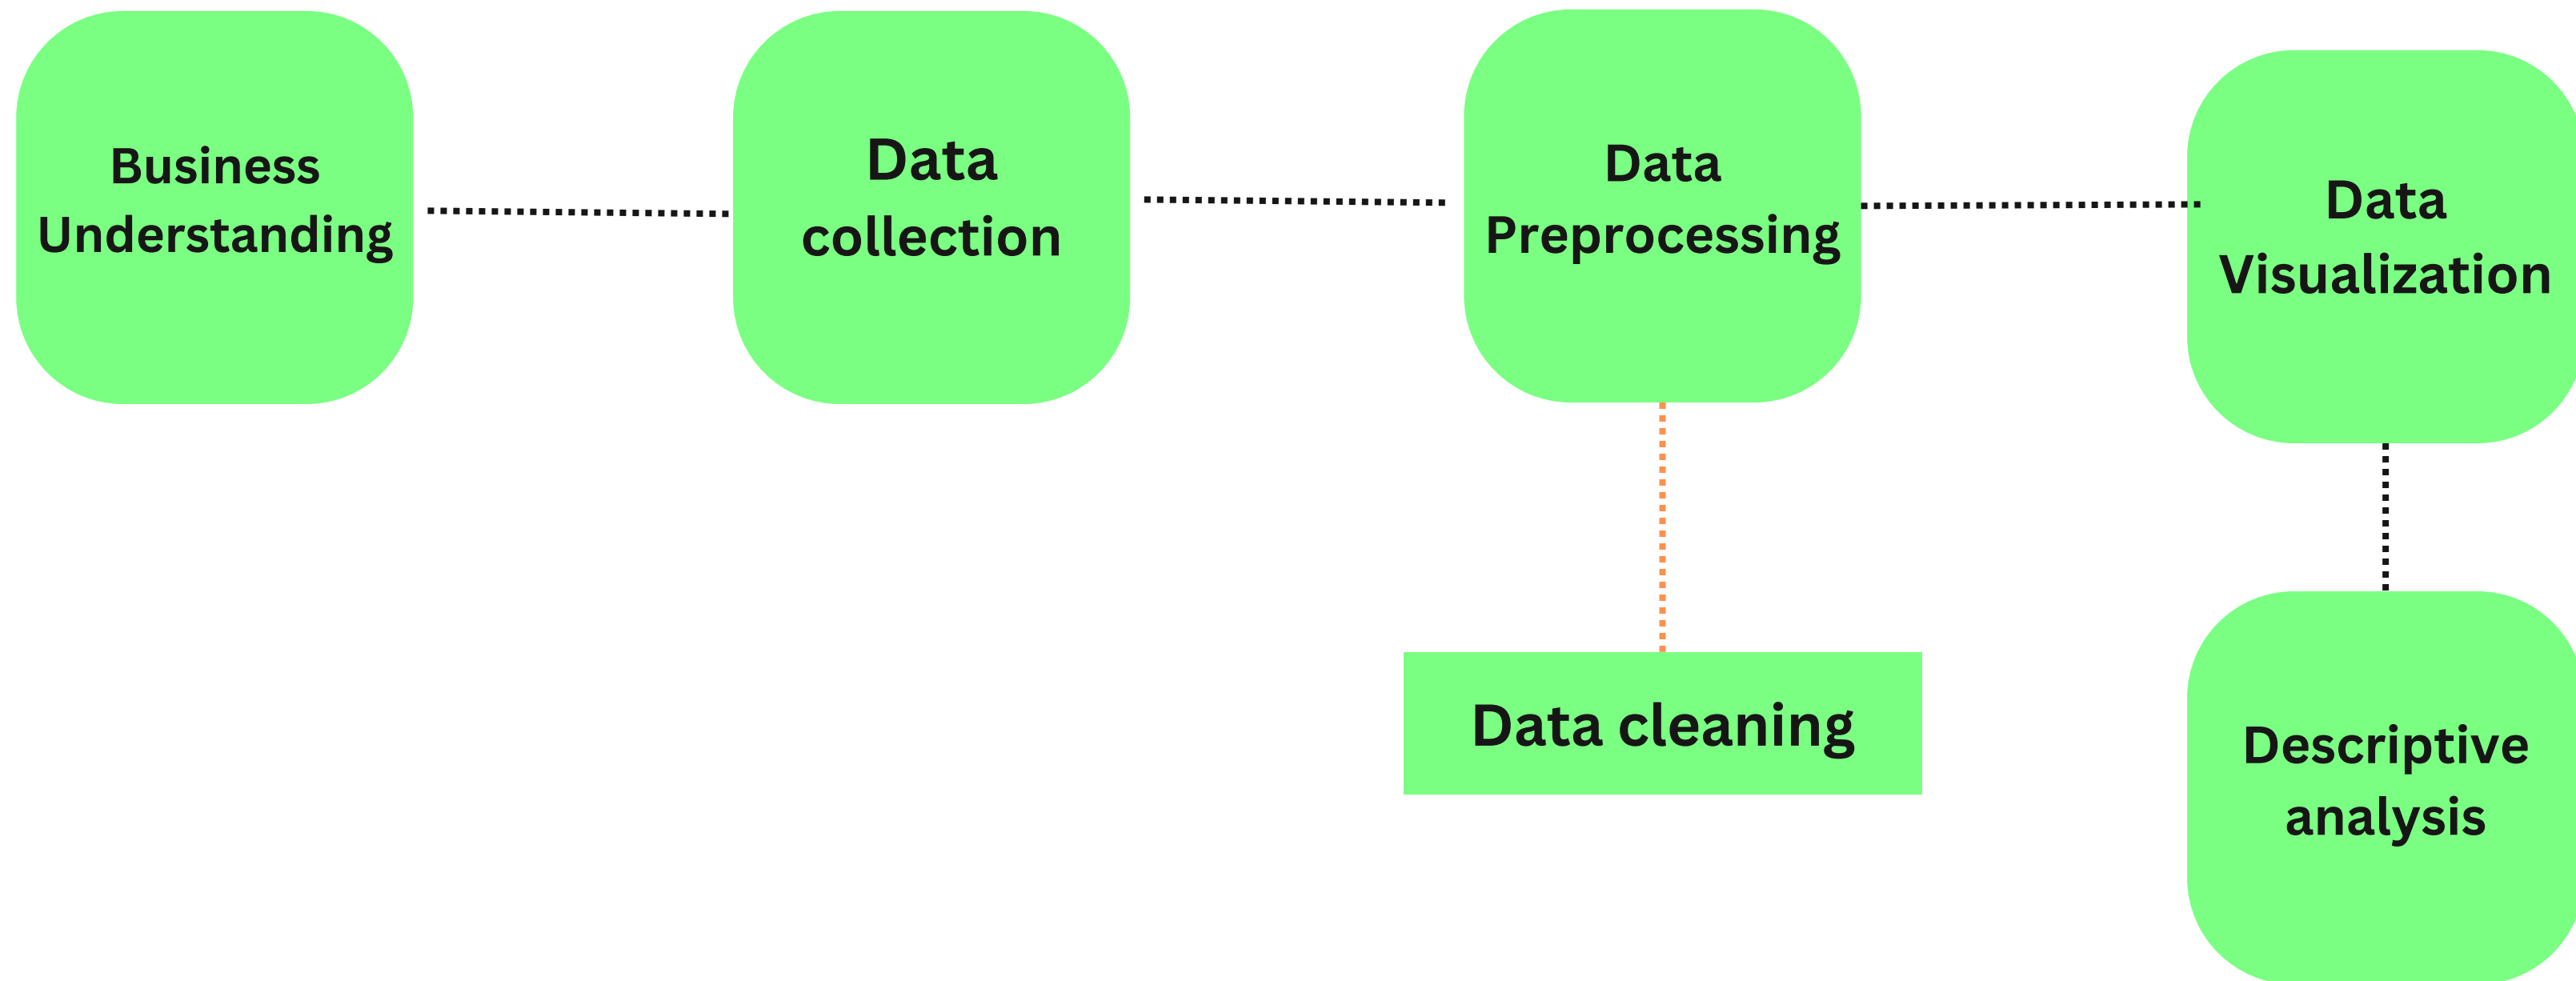 Business
Understanding
Data
collection
Data
Preprocessing
Data
Visualization
Data cleaning
Descriptive
analysis